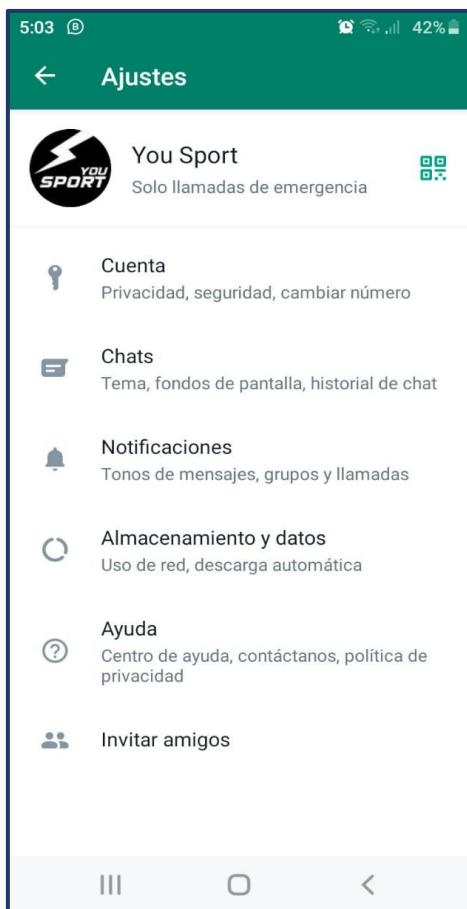 5:03 B 42%
Ajustes
YOU
SPORT
You Sport
Solo llamadas de emergencia
Cuenta
Privacidad, seguridad, cambiar número
Chats
Tema, fondos de pantalla, historial de chat
Notificaciones
Tonos de mensajes, grupos y llamadas
Almacenamiento y datos
Uso de red, descarga automática
Ayuda
Centro de ayuda, contáctanos, política de
privacidad
Invitar amigos